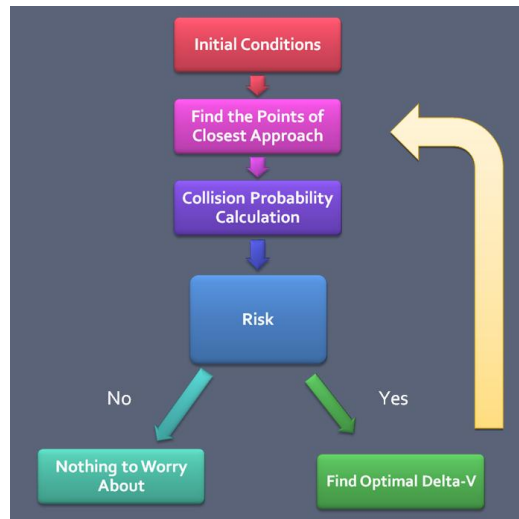 Initial Conditions
Find the Points of
Closest Approach
Collision Probability
Calculation
Risk
No
Yes
Nothing to Worry
About
Find Optimal Delta-V